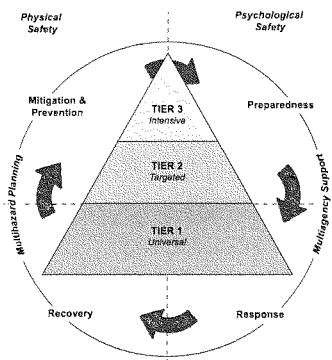 Physical
Safety
Psychological
Safety
Mitigation &
Prevention
Preparedness
TIER 3
Intensive
TIER 2
Targeted
TIER 1
Universal
Multihazard Planning
Multiagency Support
Recovery
Response